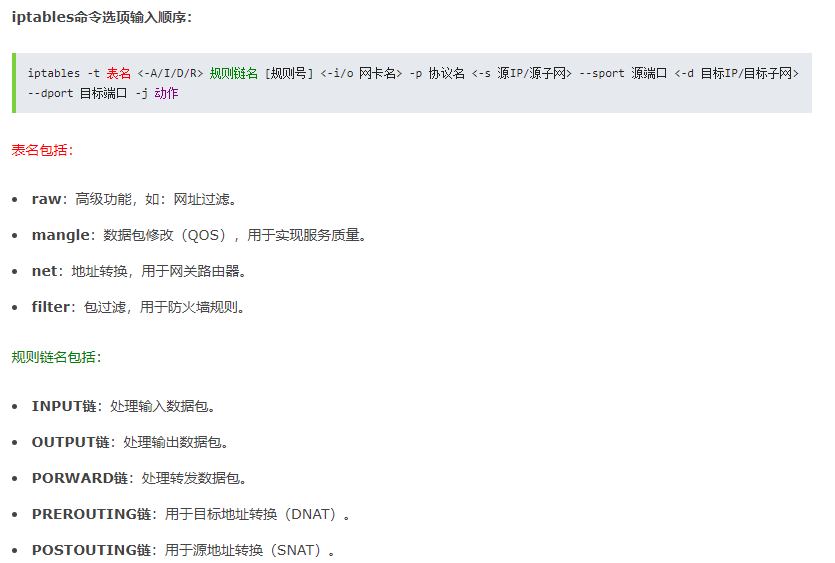 iptables命令选项输入顺序：
iptables -t 表名 <-A/I/D/R> 规则链名 [规则号] <-i/o 网卡名> -p 协议名 <-s 源IP/源子网> --sport 源端口 <-d 目标IP/目标子网>
--dport 目标端口 -j 动作
表名包括：
raw：高级功能，如：网址过滤。
mangle：数据包修改（QOS），用于实现服务质量。
net：地址转换，用于网关路由器。
filter：包过滤，用于防火墙规则。
规则链名包括：
INPUT链：处理输入数据包。
OUTPUT链：处理输出数据包。
PORWARD链：处理转发数据包。
PREROUTING链：用于目标地址转换（DNAT）。
POSTOUTING链：用于源地址转换（SNAT）。